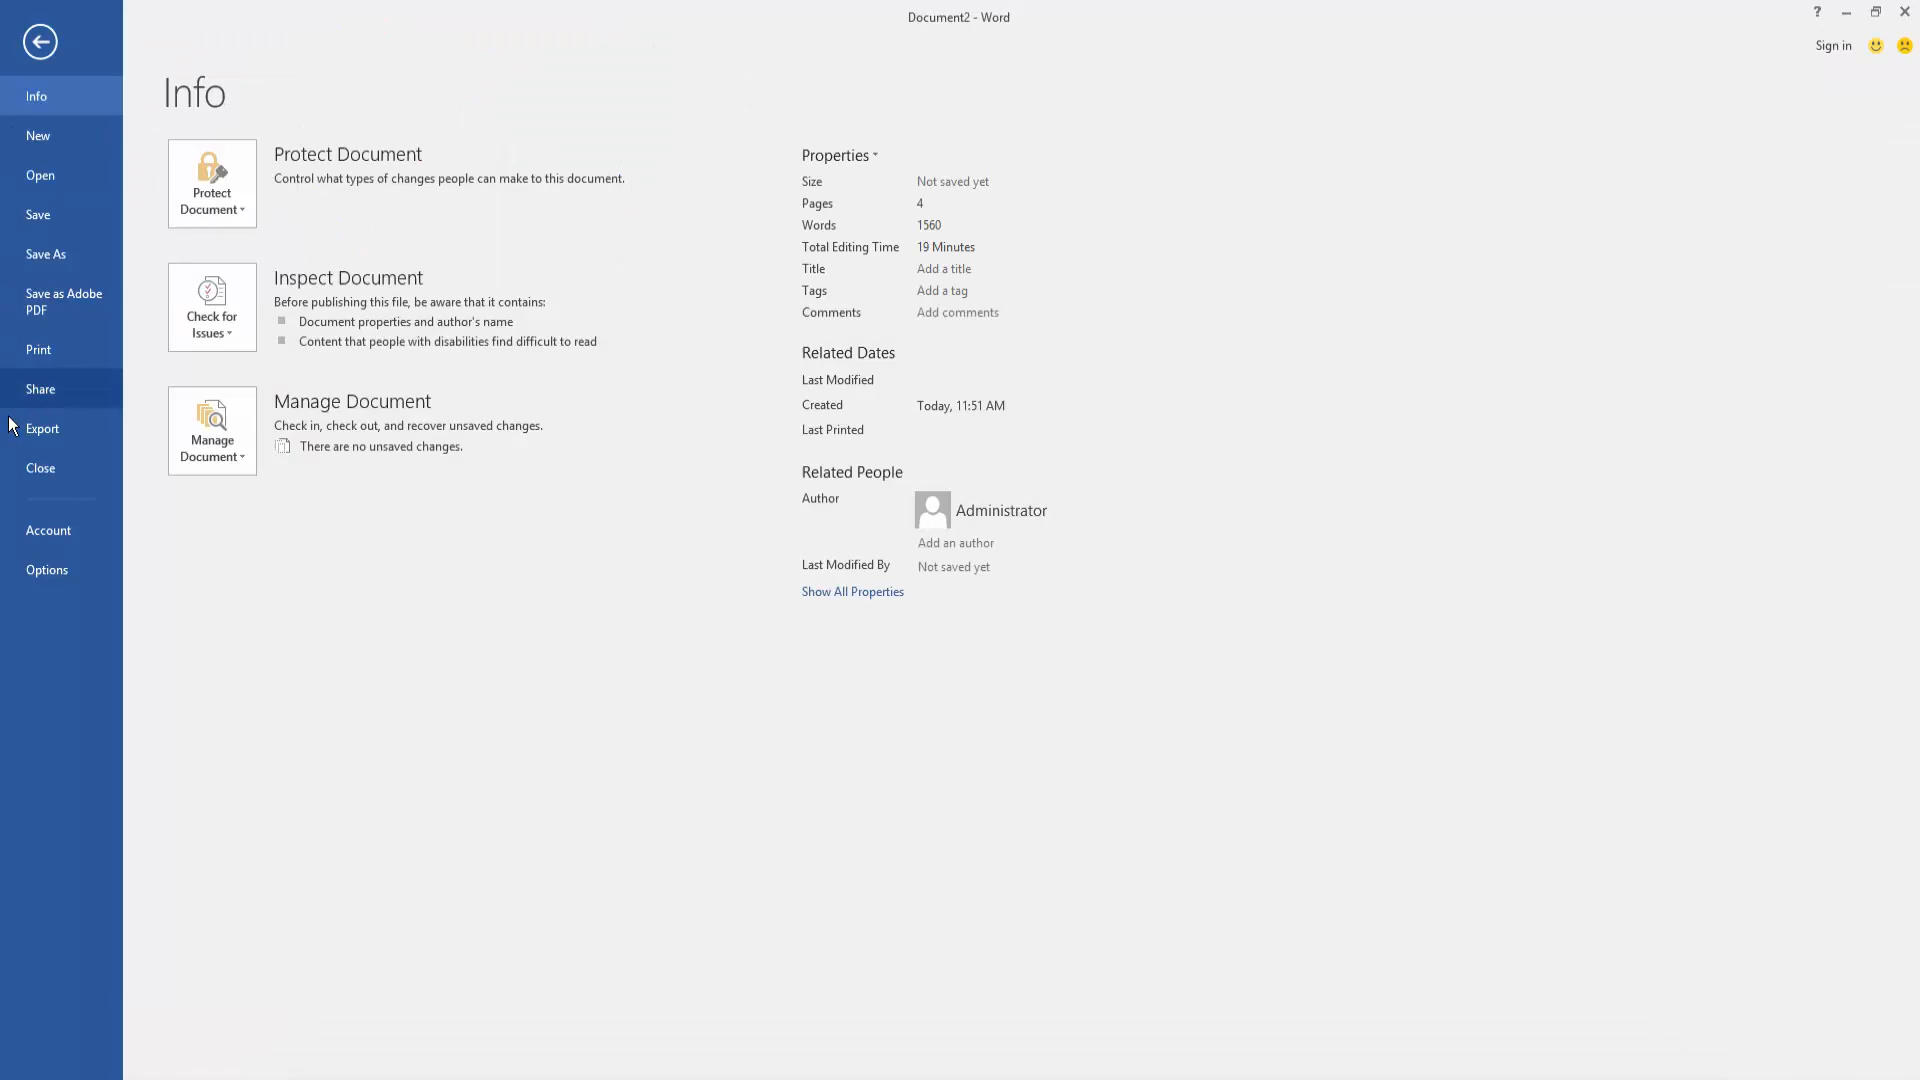 Document2 - Word
?
Sign in
Info
New
Open
Save
Save As
Save as Adobe
PDF
Print
Share
Export
Close
Account
Options
Info
Protect
Document
Protect Document
Control what types of changes people can make to this document.
Check for
Issues
Inspect Document
Before publishing this file, be aware that it contains:
Document properties and author's name
Content that people with disabilities find difficult to read
Manage
Document
Manage Document
Check in, check out, and recover unsaved changes.
There are no unsaved changes.
Properties
Size Not saved yet
Pages 4
Words 1560
Total Editing Time 19 Minutes
Title Add a title
Tags Add a tag
Comments Add comments
Related Dates
Last Modified
Created Today, 11:51 AM
Last Printed
Related People
Author Administrator
Add an author
Last Modified By Not saved yet
Show All Properties